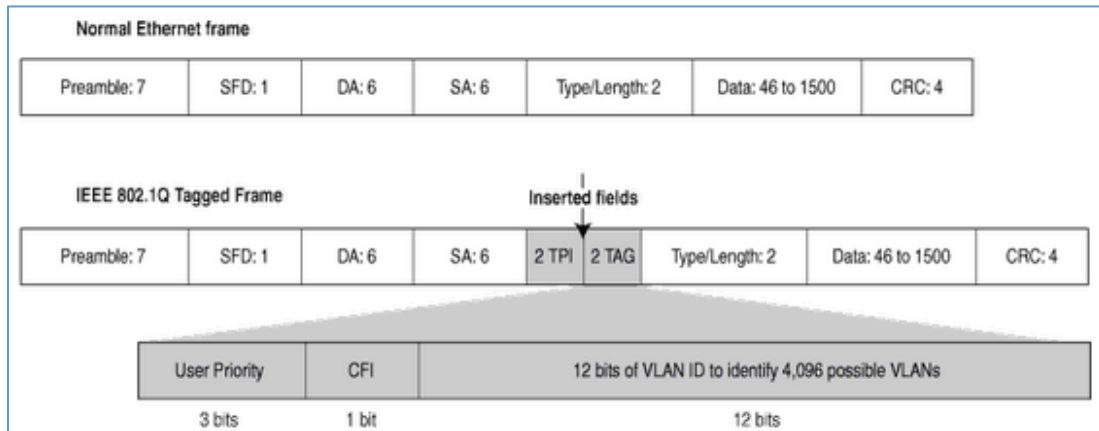 Normal Ethernet frame
Preamble: 7 SFD: 1 DA: 6 SA: 6 Type/Length: 2 Data: 46 to 1500 CRC: 4
IEEE 802.1Q Tagged Frame Inserted fields
Preamble: 7 SFD: 1 DA: 6 SA: 6 2 TPI 2 TAG Type/Length: 2 Data: 46 to 1500 CRC: 4
User Priority CFI 12 bits of VLAN ID to identify 4,096 possible VLANs
3 bits 1 bit 12 bits